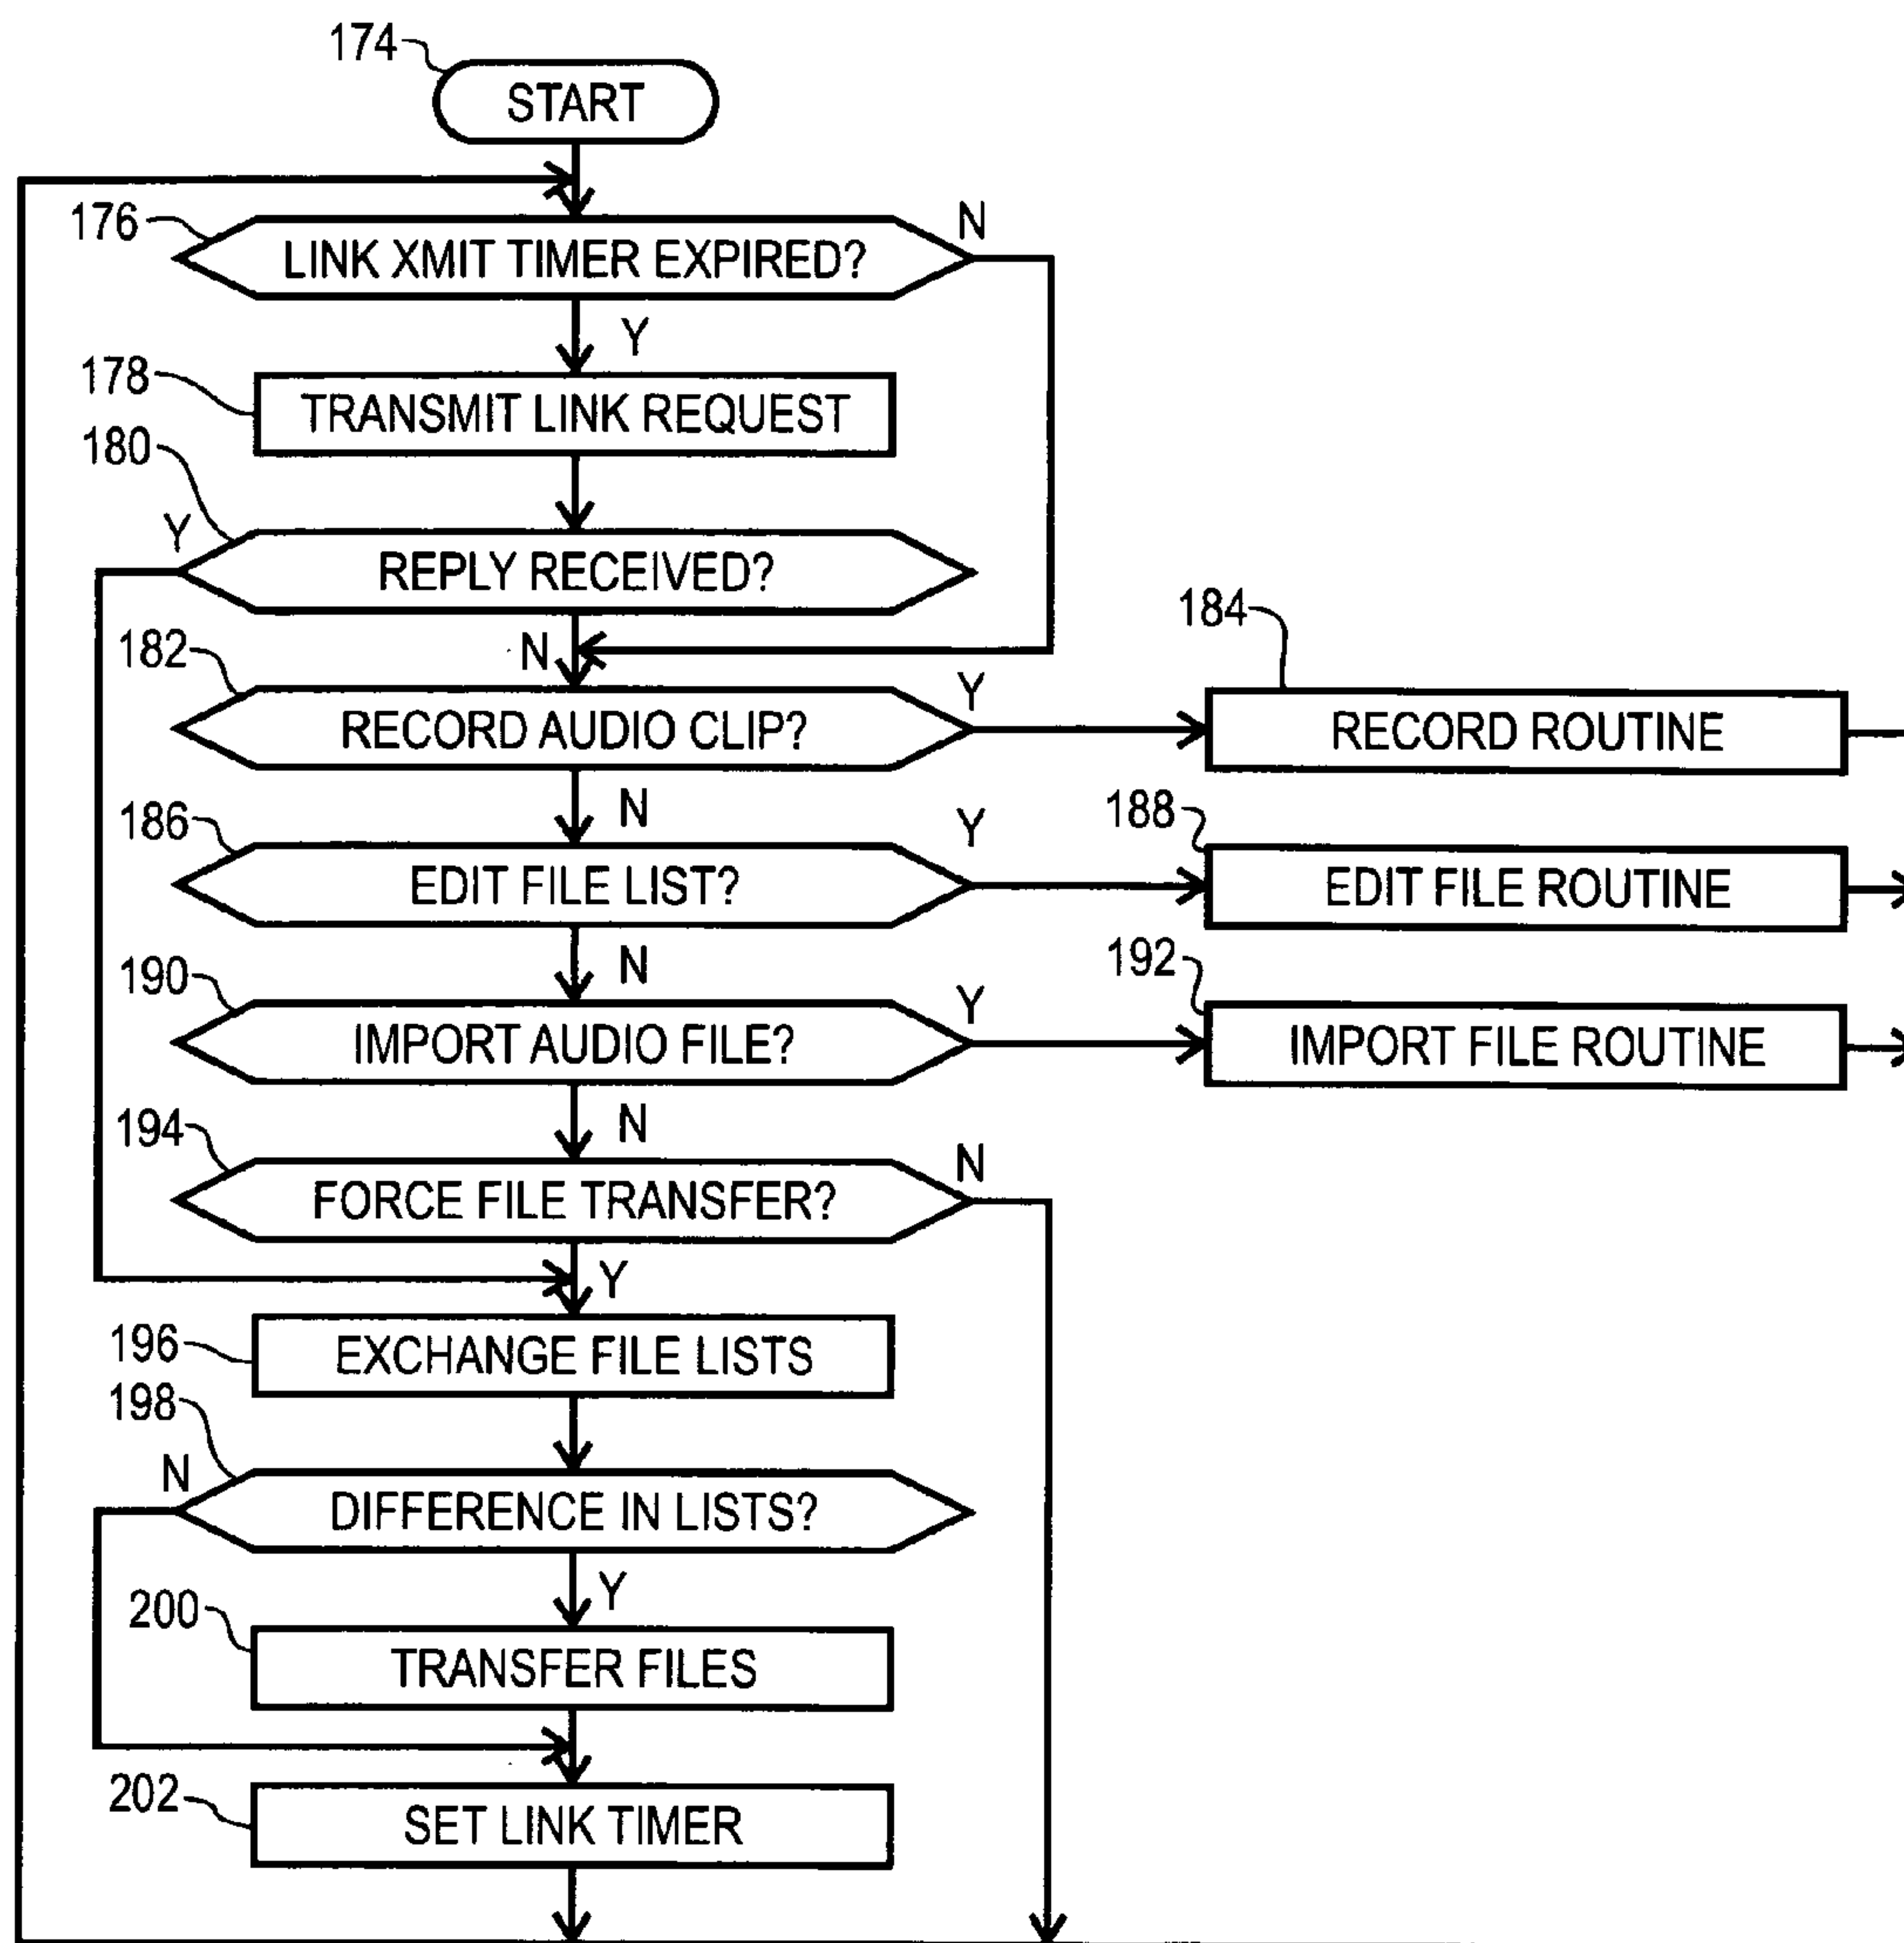 174
START
176
LINK XMIT TIMER EXPIRED?
N
Y
178
TRANSMIT LINK REQUEST
180
Y
REPLY RECEIVED?
N
182
RECORD AUDIO CLIP?
Y
184
RECORD ROUTINE
N
186
EDIT FILE LIST?
Y
188
EDIT FILE ROUTINE
N
190
IMPORT AUDIO FILE?
Y
192
IMPORT FILE ROUTINE
N
194
FORCE FILE TRANSFER?
N
Y
196
EXCHANGE FILE LISTS
198
N
DIFFERENCE IN LISTS?
Y
200
TRANSFER FILES
202
SET LINK TIMER